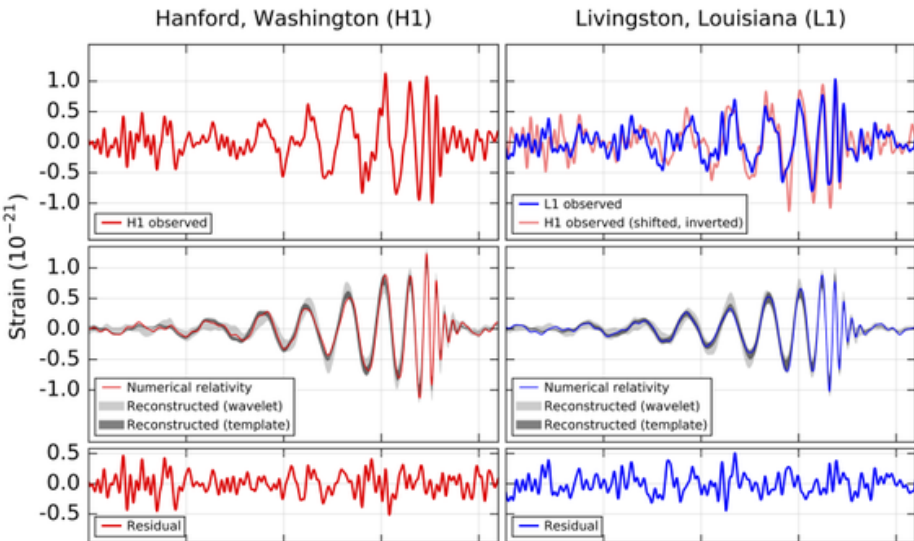 Hanford, Washington (H1)
Livingston, Louisiana (L1)
Strain (10⁻²¹)
1.0
0.5
0.0
-0.5
-1.0
H1 observed
L1 observed
H1 observed (shifted, inverted)
1.0
0.5
0.0
-0.5
-1.0
Numerical relativity
Reconstructed (wavelet)
Reconstructed (template)
Numerical relativity
Reconstructed (wavelet)
Reconstructed (template)
0.5
0.0
-0.5
Residual
Residual